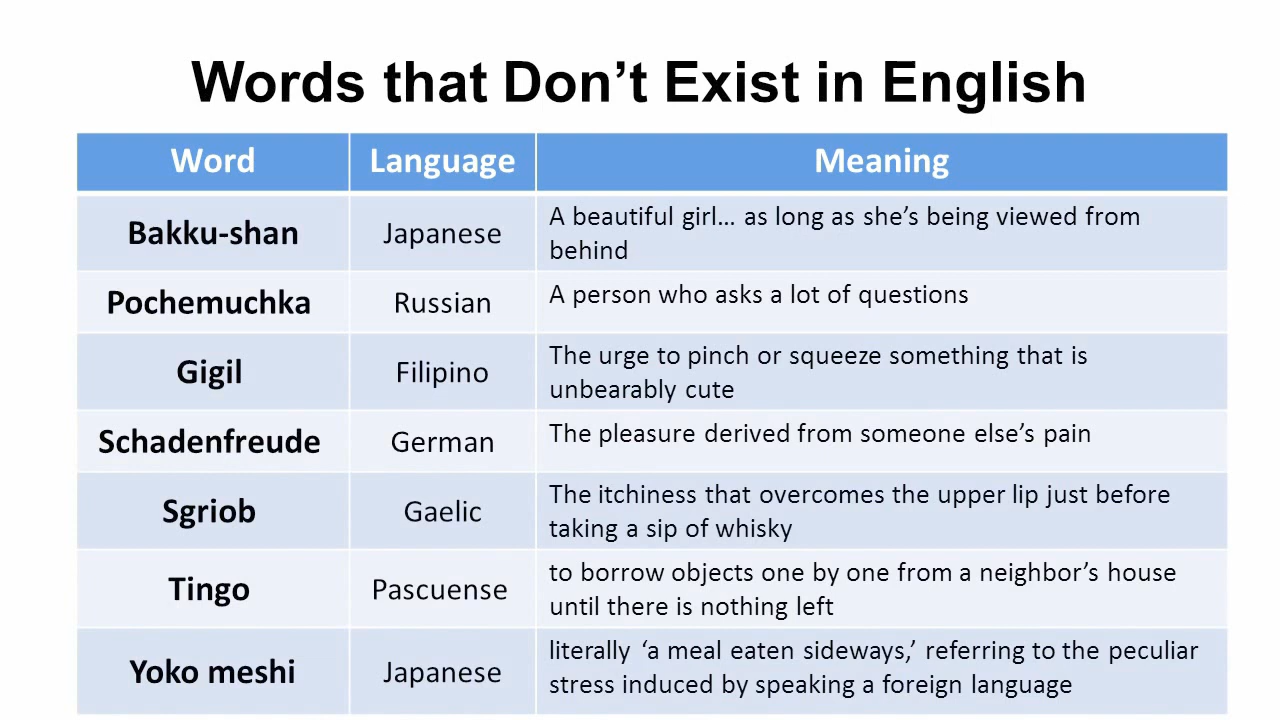 Words that Don’t Exist in English
Word Language Meaning
Bakku-shan Japanese A beautiful girl... as long as she’s being viewed from
behind
Pochemuchka Russian A person who asks a lot of questions
Gigil Filipino The urge to pinch or squeeze something that is
unbearably cute
Schadenfreude German The pleasure derived from someone else’s pain
Sgriob Gaelic The itchiness that overcomes the upper lip just before
taking a sip of whisky
Tingo Pascuense to borrow objects one by one from a neighbor’s house
until there is nothing left
Yoko meshi Japanese literally ‘a meal eaten sideways,’ referring to the peculiar
stress induced by speaking a foreign language